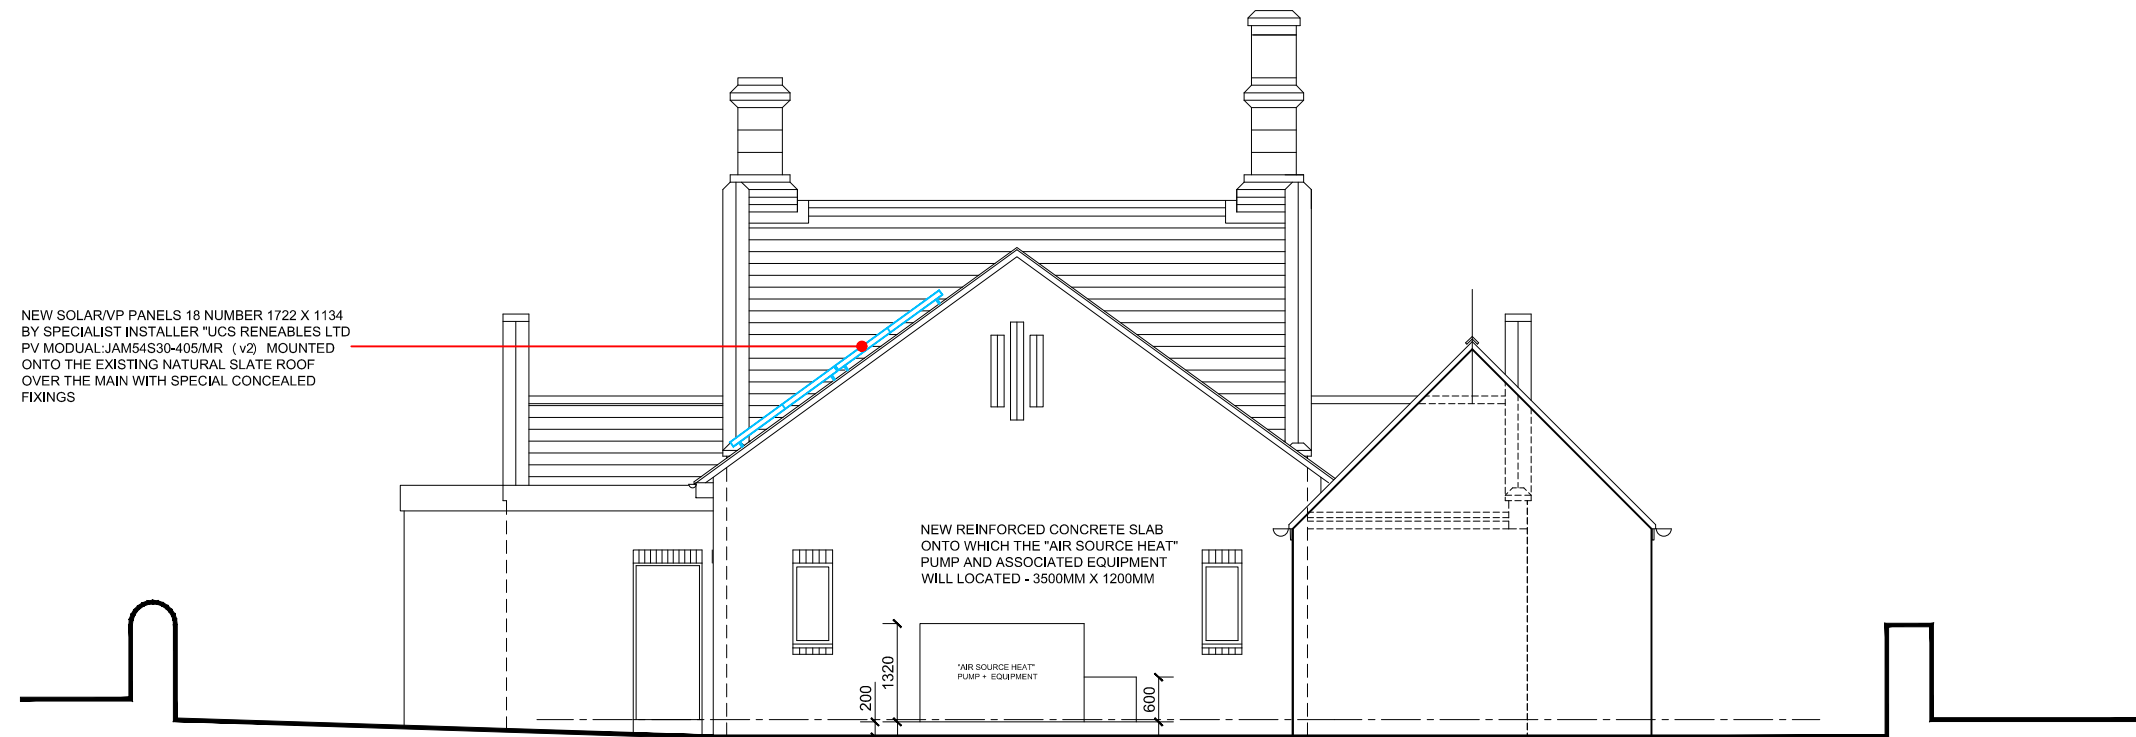 NEW SOLAR/VP PANELS 18 NUMBER 1722 X 1134
BY SPECIALIST INSTALLER "UCS RENEABLES LTD
PV MODUAL:JAM54S30-405/MR ( v2) MOUNTED
ONTO THE EXISTING NATURAL SLATE ROOF
OVER THE MAIN WITH SPECIAL CONCEALED
FIXINGS
NEW REINFORCED CONCRETE SLAB
ONTO WHICH THE "AIR SOURCE HEAT"
PUMP AND ASSOCIATED EQUIPMENT
WILL LOCATED - 3500MM X 1200MM
"AIR SOURCE HEAT"
PUMP + EQUIPMENT
200
1320
600